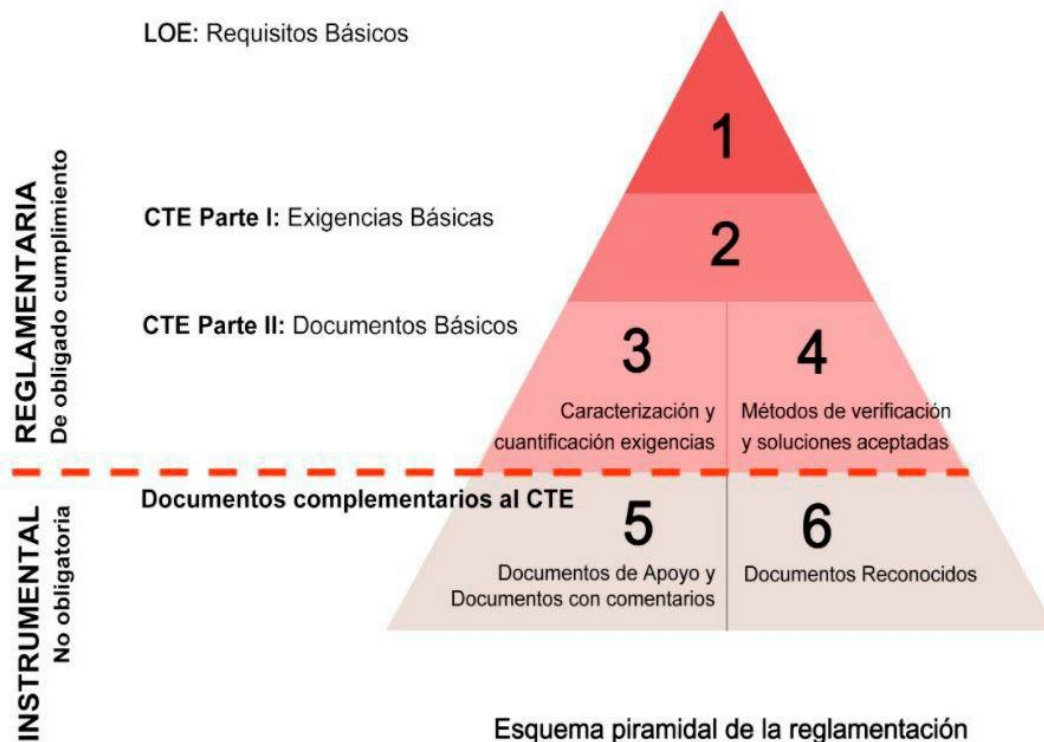 LOE: Requisitos Básicos
1
REGLAMENTARIA
De obligado cumplimiento
CTE Parte I: Exigencias Básicas
2
CTE Parte II: Documentos Básicos
3
Caracterización y
cuantificación exigencias
4
Métodos de verificación
y soluciones aceptadas
INSTRUMENTAL
No obligatoria
Documentos complementarios al CTE
5
Documentos de Apoyo y
Documentos con comentarios
6
Documentos Reconocidos
Esquema piramidal de la reglamentación